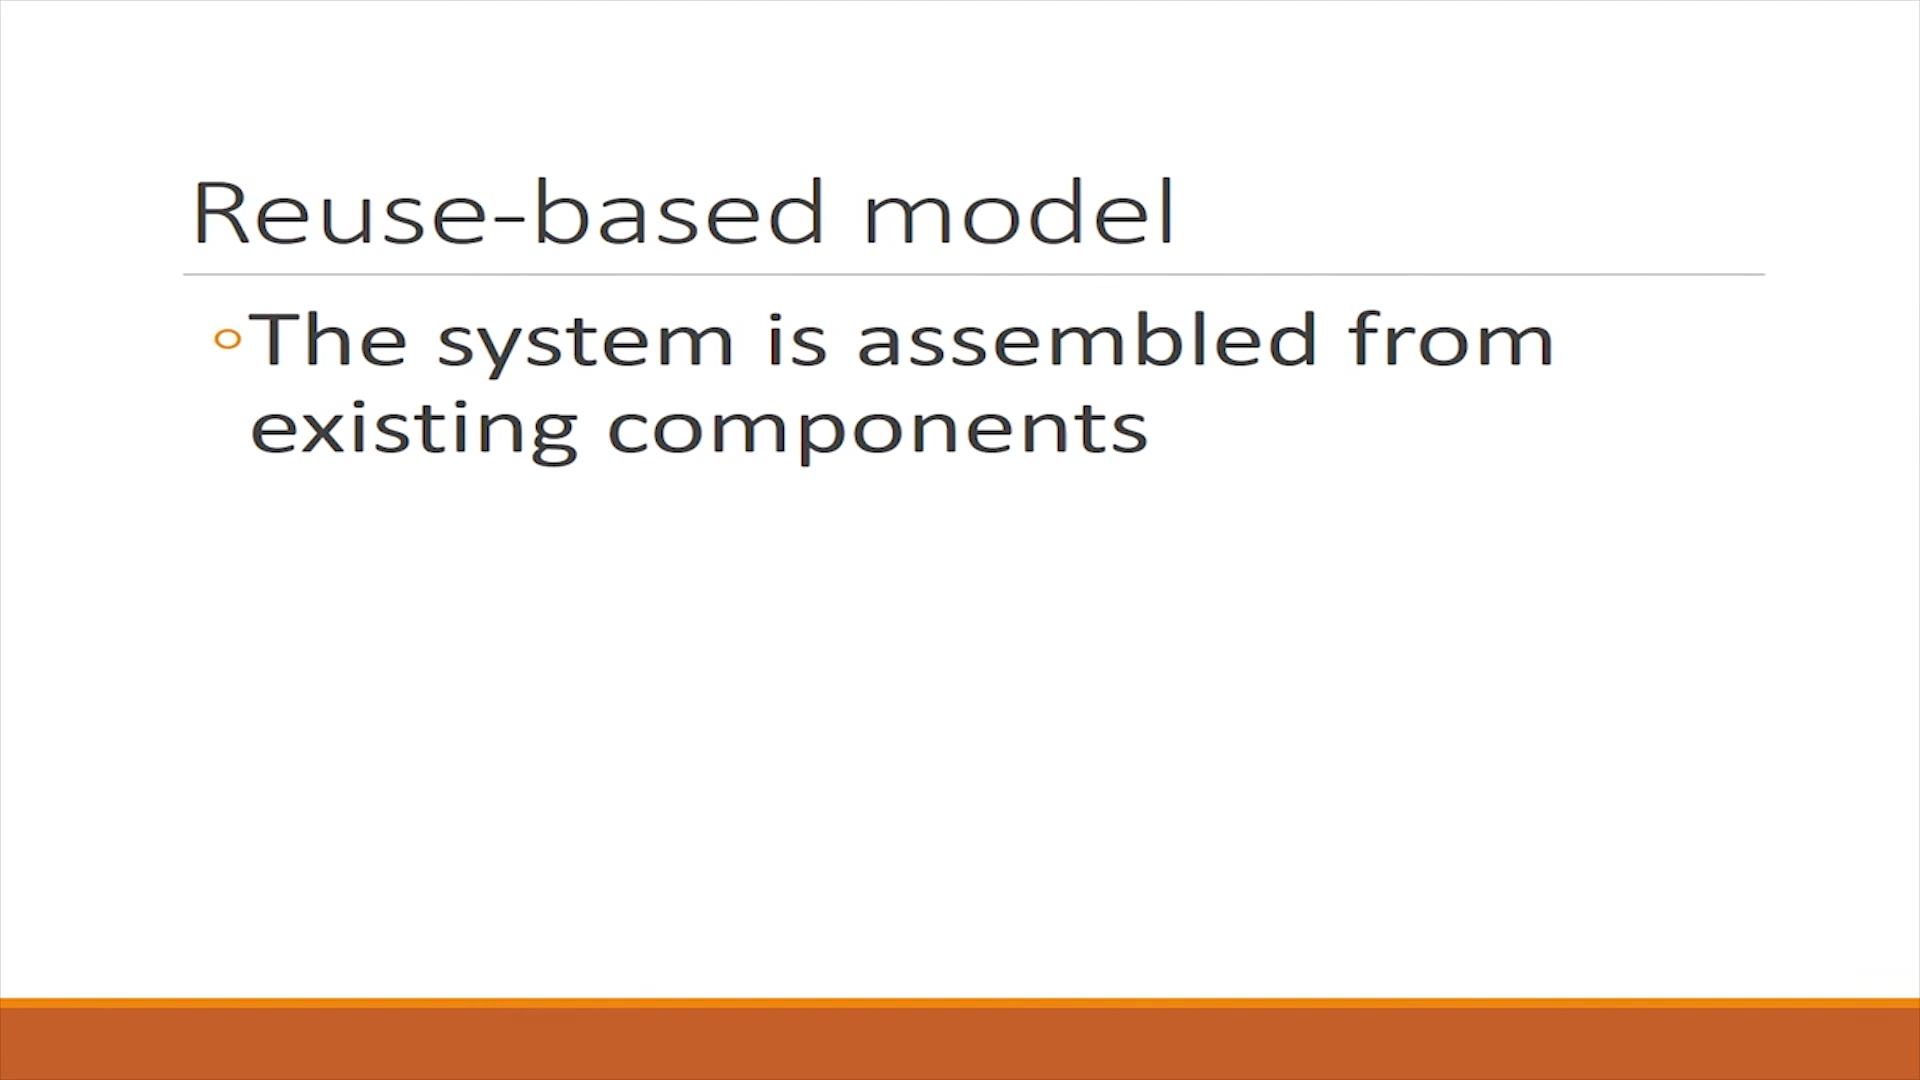 Reuse-based model
◦The system is assembled from
existing components